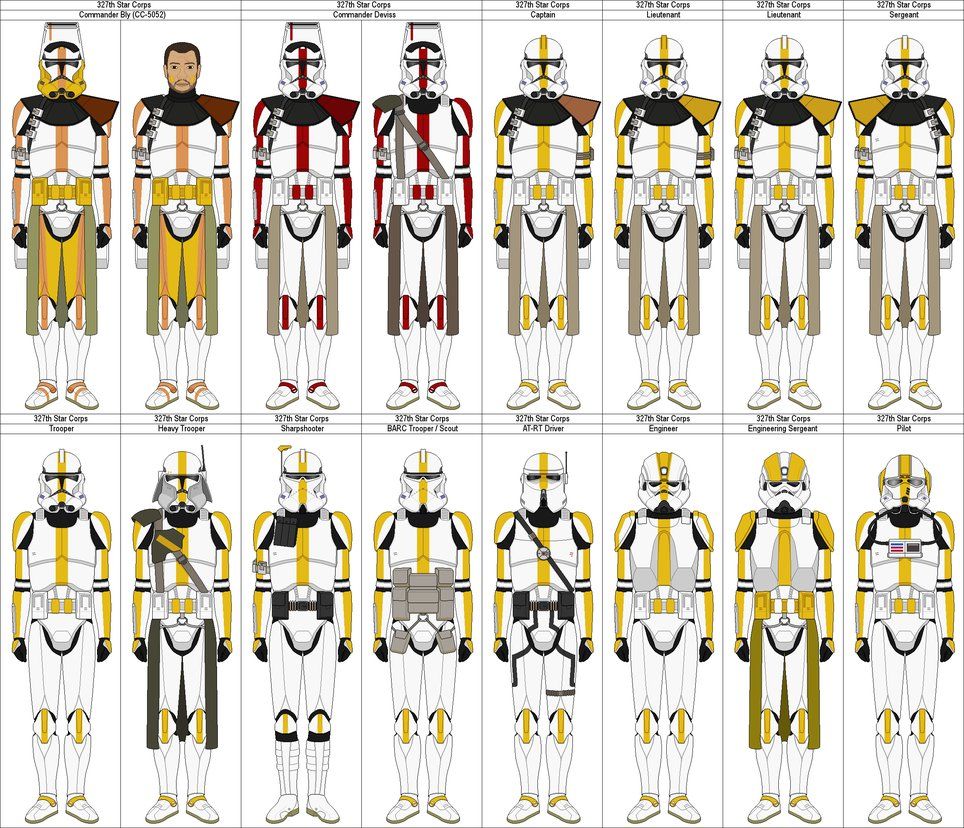 327th Star Corps
Commander Bly (CC-5052)
327th Star Corps
Commander Deviss
327th Star Corps
Captain
327th Star Corps
Lieutenant
327th Star Corps
Lieutenant
327th Star Corps
Sergeant
327th Star Corps
Trooper
327th Star Corps
Heavy Trooper
327th Star Corps
Sharpshooter
327th Star Corps
BARC Trooper / Scout
327th Star Corps
AT-RT Driver
327th Star Corps
Engineer
327th Star Corps
Engineering Sergeant
327th Star Corps
Pilot